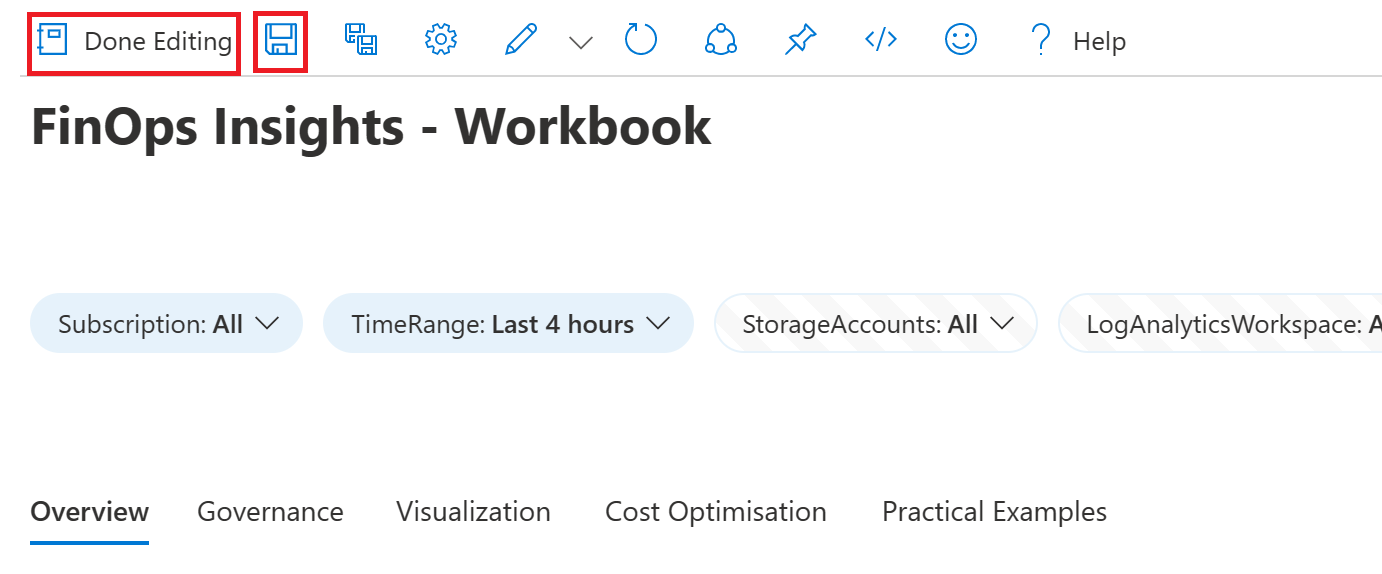 Done Editing Help
FinOps Insights - Workbook
Subscription: All TimeRange: Last 4 hours StorageAccounts: All LogAnalyticsWorkspace: A
Overview Governance Visualization Cost Optimisation Practical Examples